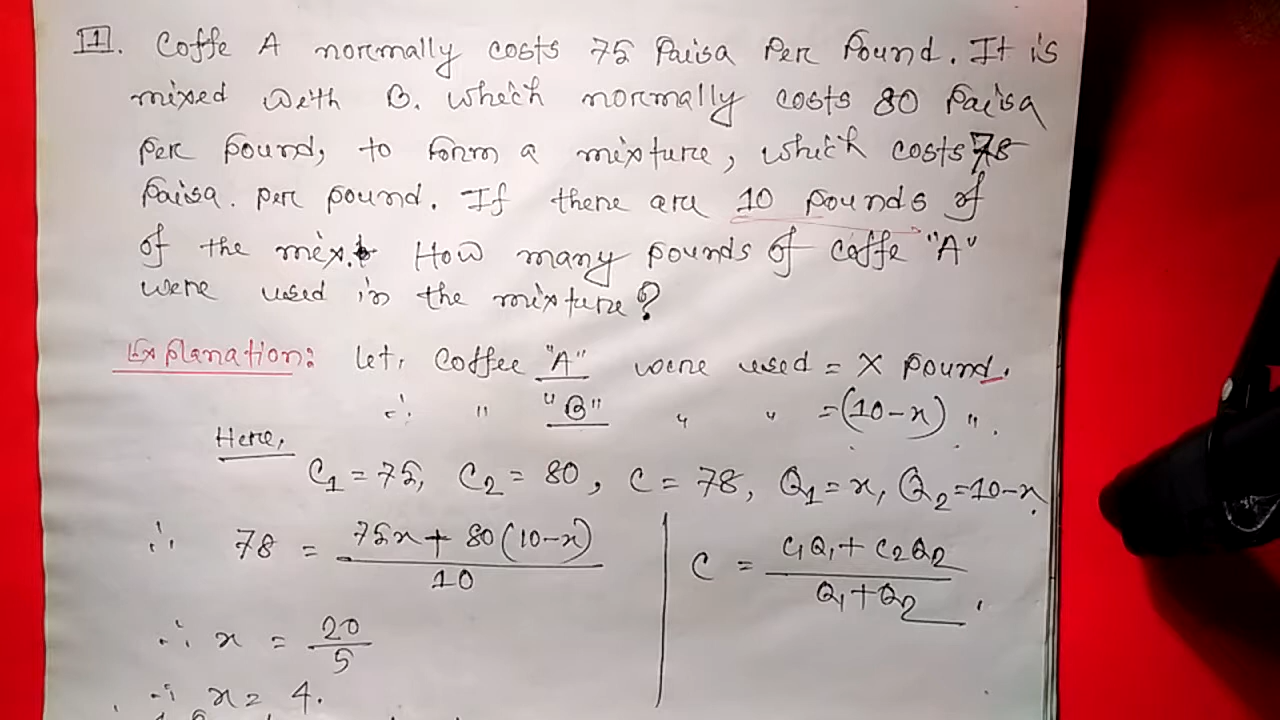 1. Coffe A normally costs 75 Paisa Per Pound. It is
mixed with B. which normally costs 80 Paisa
Per pound, to form a mixture, which costs 78
Paisa. per pound. If there are 10 pounds of
of the mix. How many pounds of coffe "A"
were used in the mixture?
Explanation: Let, Coffee "A" were used = x pound.
∴ " "B" " " = (10-x) ".
Here,
C₁ = 75, C₂ = 80, C = 78, Q₁ = x, Q₂ = 10-x
∴ 78 = 75x + 80(10-x) / 10
C = C₁Q₁ + C₂Q₂ / Q₁ + Q₂.
∴ x = 20/5
∴ x = 4.